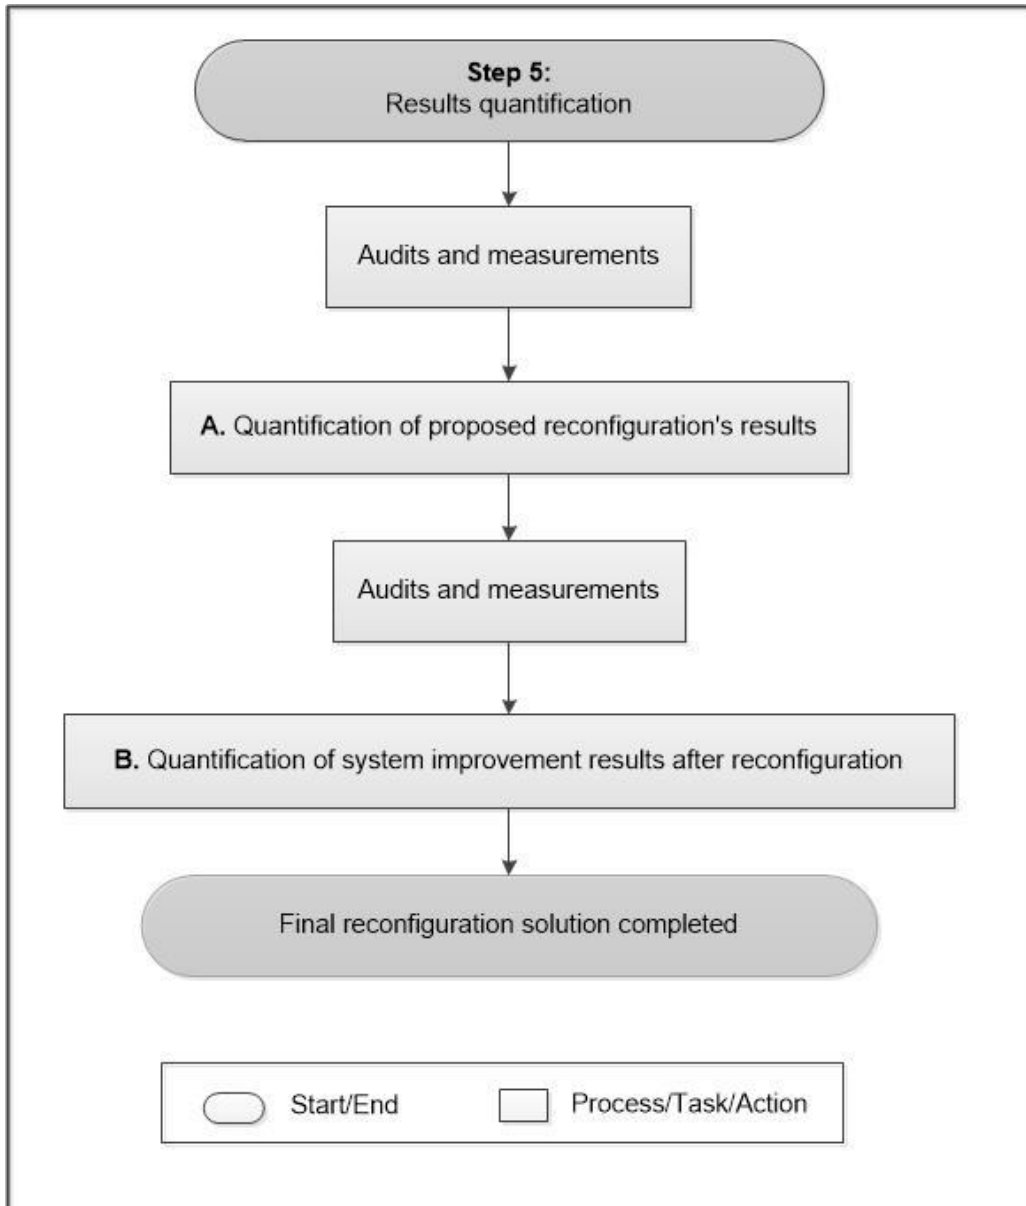 Step 5:
Results quantification
Audits and measurements
A. Quantification of proposed reconfiguration's results
Audits and measurements
B. Quantification of system improvement results after reconfiguration
Final reconfiguration solution completed
Start/End
Process/Task/Action